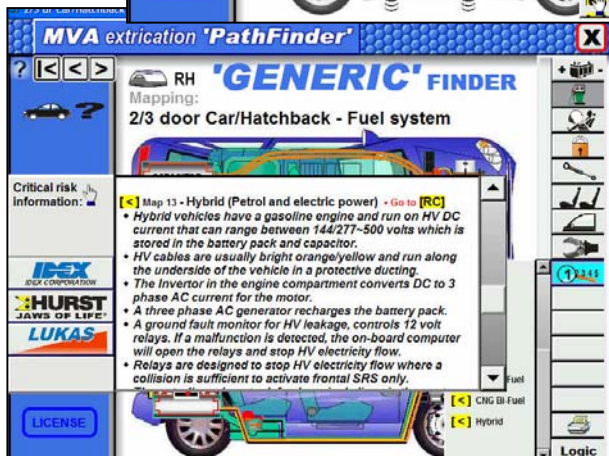 2/3 dr Car/Hatchback
MVA extrication 'PathFinder'
X
? |< < >
RH 'GENERIC' FINDER
Mapping:
2/3 door Car/Hatchback - Fuel system
+ -
?
Critical risk
information:
[<] Map 13 - Hybrid (Petrol and electric power) • Go to [RC]
• Hybrid vehicles have a gasoline engine and run on HV DC
current that can range between 144/277~500 volts which is
stored in the battery pack and capacitor.
• HV cables are usually bright orange/yellow and run along
the underside of the vehicle in a protective ducting.
• The Invertor in the engine compartment converts DC to 3
phase AC current for the motor.
• A three phase AC generator recharges the battery pack.
• A ground fault monitor for HV leakage, controls 12 volt
relays. If a malfunction is detected, the on-board computer
will open the relays and stop HV electricity flow.
• Relays are designed to stop HV electricity flow where a
collision is sufficient to activate frontal SRS only.
IDEX
IDEX CORPORATION
HURST
JAWS OF LIFE
LUKAS
1 2345
Fuel
[<] CNG Bi-Fuel
[<] Hybrid
LICENSE
Logic